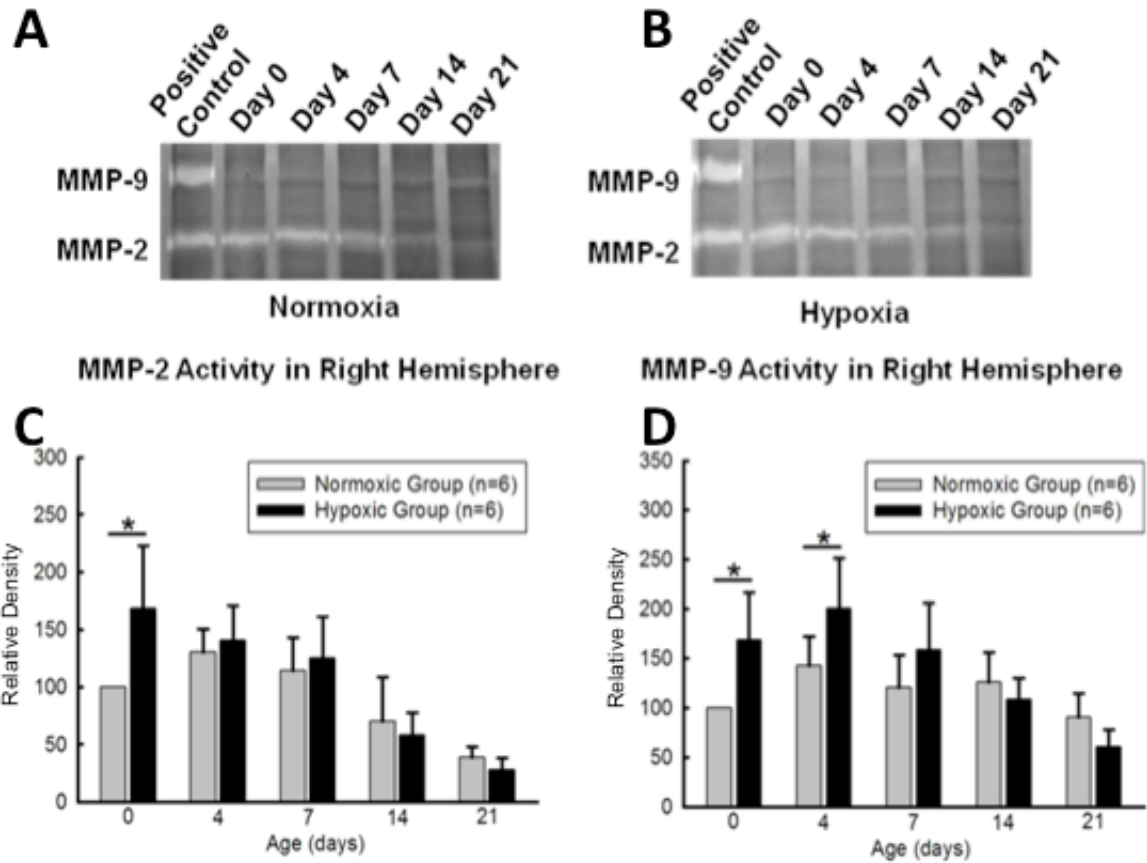 A
Positive Control
Day 0
Day 4
Day 7
Day 14
Day 21
MMP-9
MMP-2
Normoxia
B
Positive Control
Day 0
Day 4
Day 7
Day 14
Day 21
MMP-9
MMP-2
Hypoxia
MMP-2 Activity in Right Hemisphere
C
Relative Density
300
250
200
150
100
50
0
Normoxic Group (n=6)
Hypoxic Group (n=6)
*
0 4 7 14 21
Age (days)
MMP-9 Activity in Right Hemisphere
D
Relative Density
350
300
250
200
150
100
50
0
Normoxic Group (n=6)
Hypoxic Group (n=6)
*
*
0 4 7 14 21
Age (days)